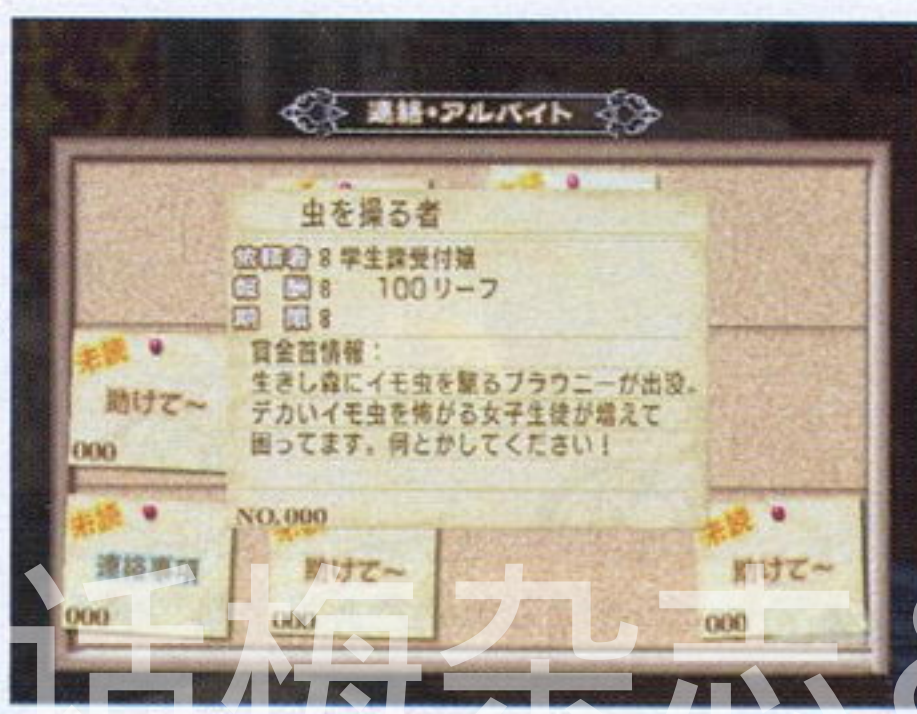 連絡・アルバイト
虫を操る者
依頼者：学生課受付嬢
報酬： 100リーフ
期限：
賞金首情報：
生きし森にイモ虫を繋るブラウニーが出没。
デカいイモ虫を怖がる女子生徒が増えて
困ってます。何とかしてください！
NO.000
未読
助けて～
000
未読
連絡事項
000
未読
助けて～
000
未読
助けて～
000
话梅杂志@